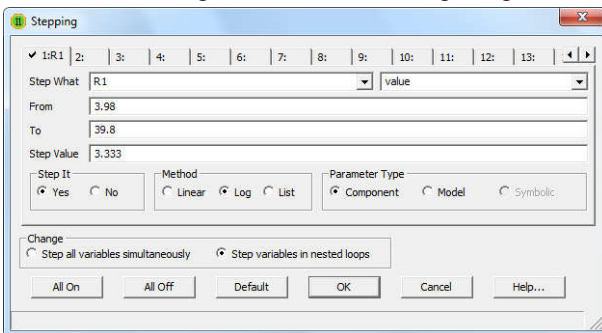 Stepping
1:R1 2: 3: 4: 5: 6: 7: 8: 9: 10: 11: 12: 13:
Step What R1 value
From 3.98
To 39.8
Step Value 3.333
Step It Method Parameter Type
Yes No Linear Log List Component Model Symbolic
Change
Step all variables simultaneously Step variables in nested loops
All On All Off Default OK Cancel Help...